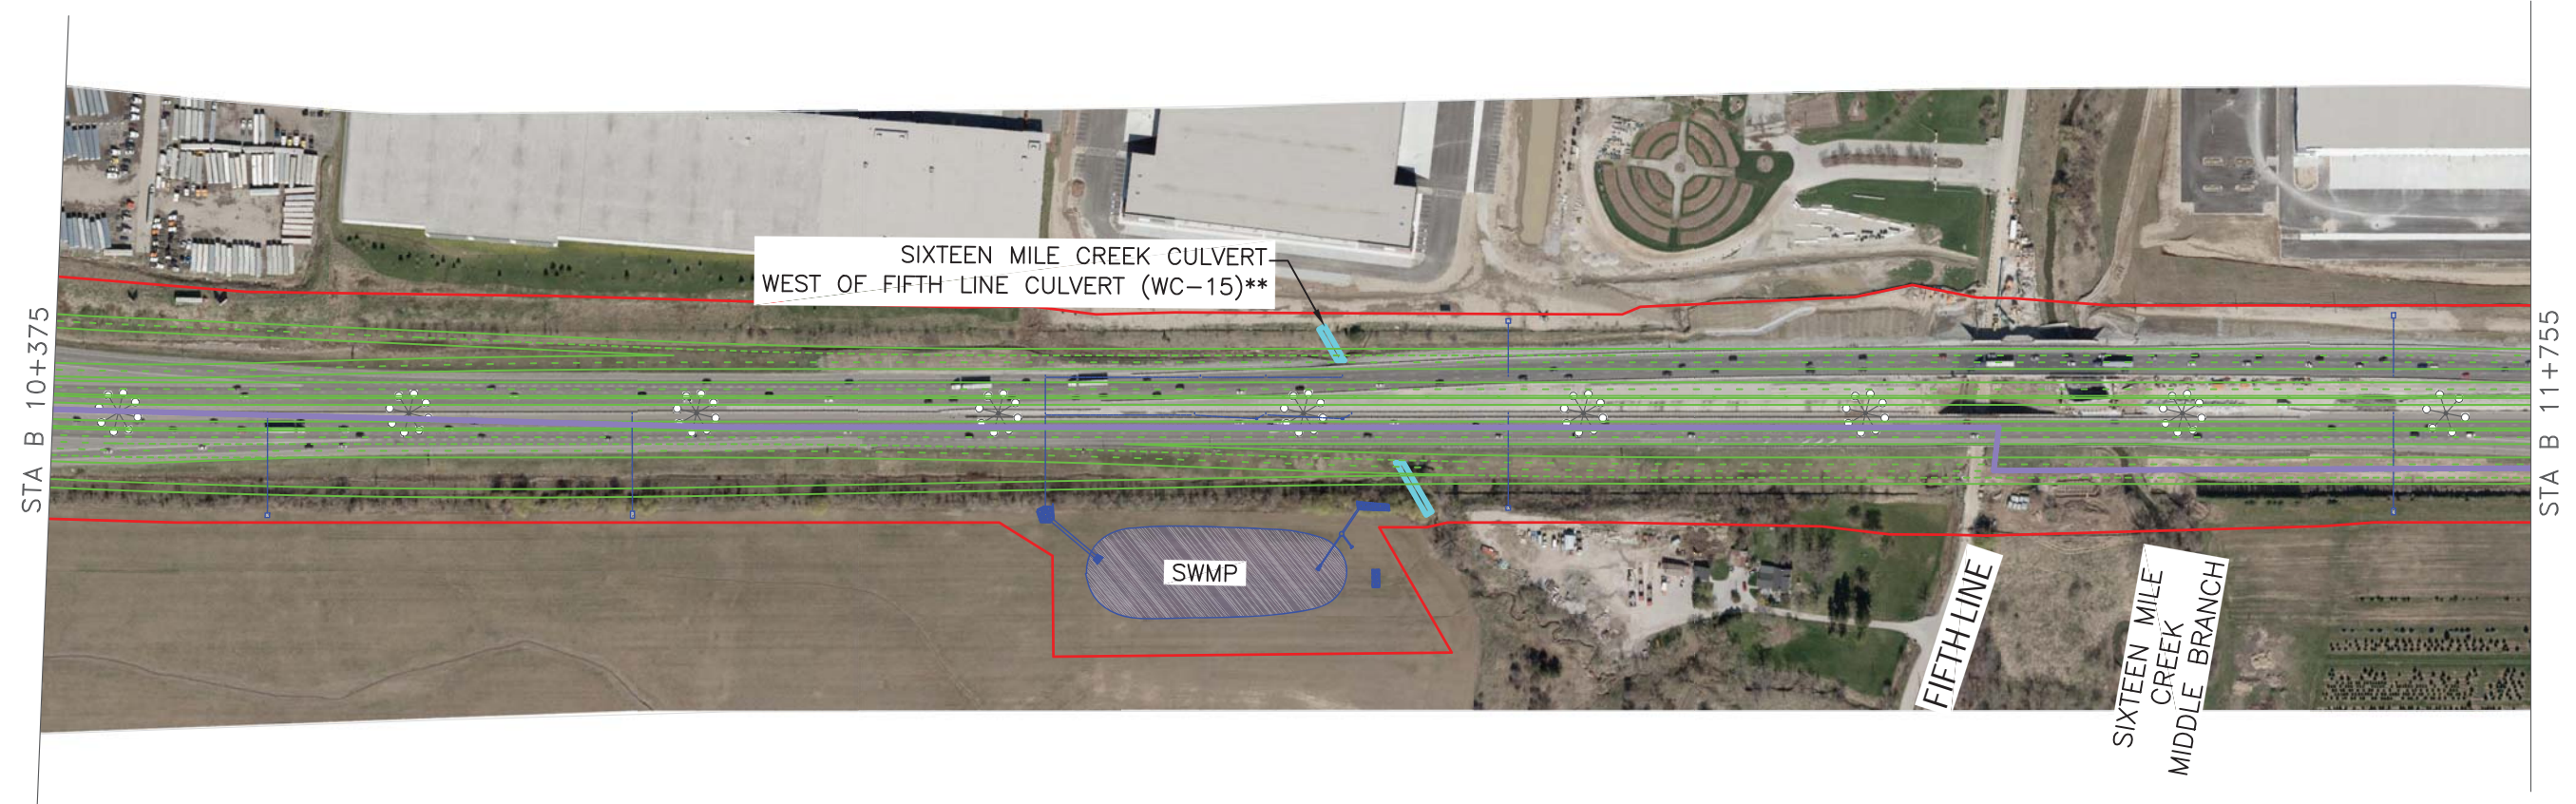 SIXTEEN MILE CREEK CULVERT
WEST OF FIFTH LINE CULVERT (WC-15)**
STA B 10+375
STA B 11+755
SWMP
FIFTH LINE
SIXTEEN MILE
CREEK
MIDDLE BRANCH